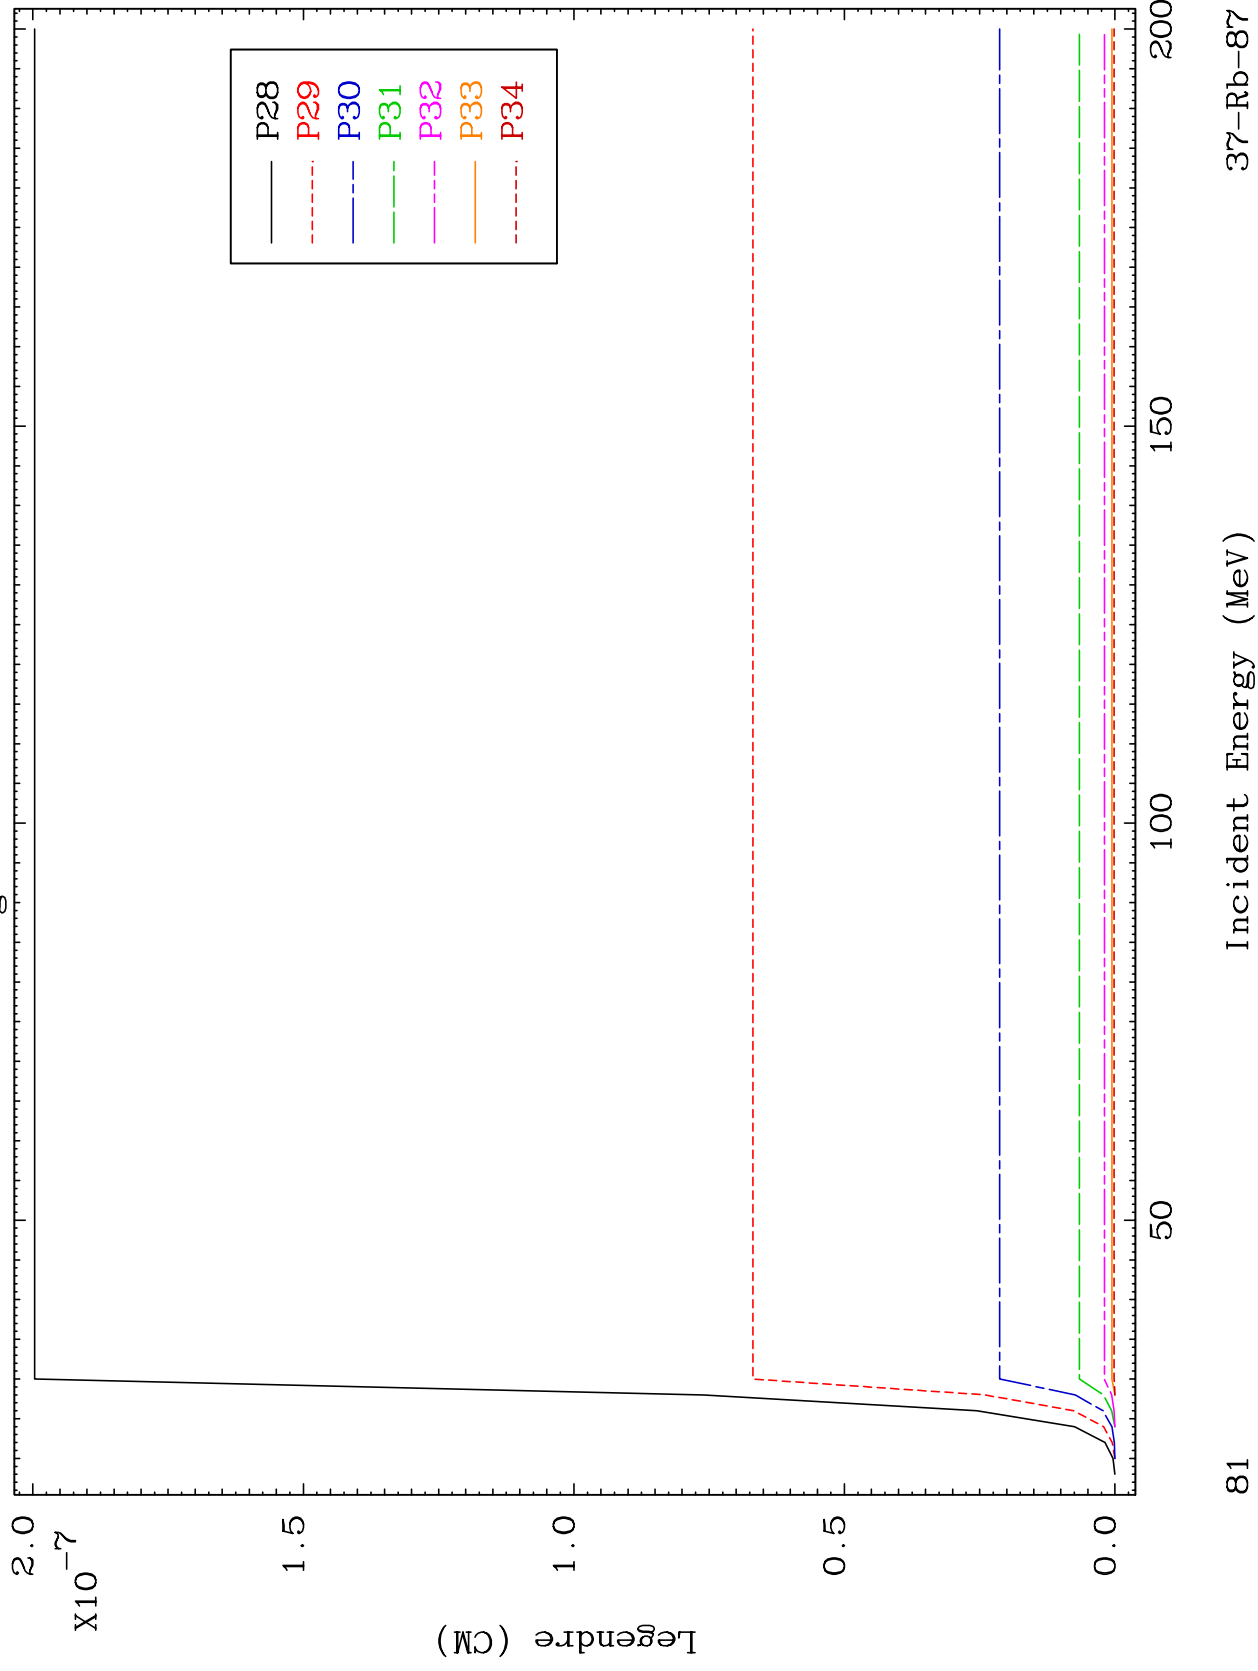 2.0
X10-7
1.5
1.0
0.5
0.0
Legendre (CM)
P28
P29
P30
P31
P32
P33
P34
50
100
150
200
Incident Energy (MeV)
81
37-Rb-87